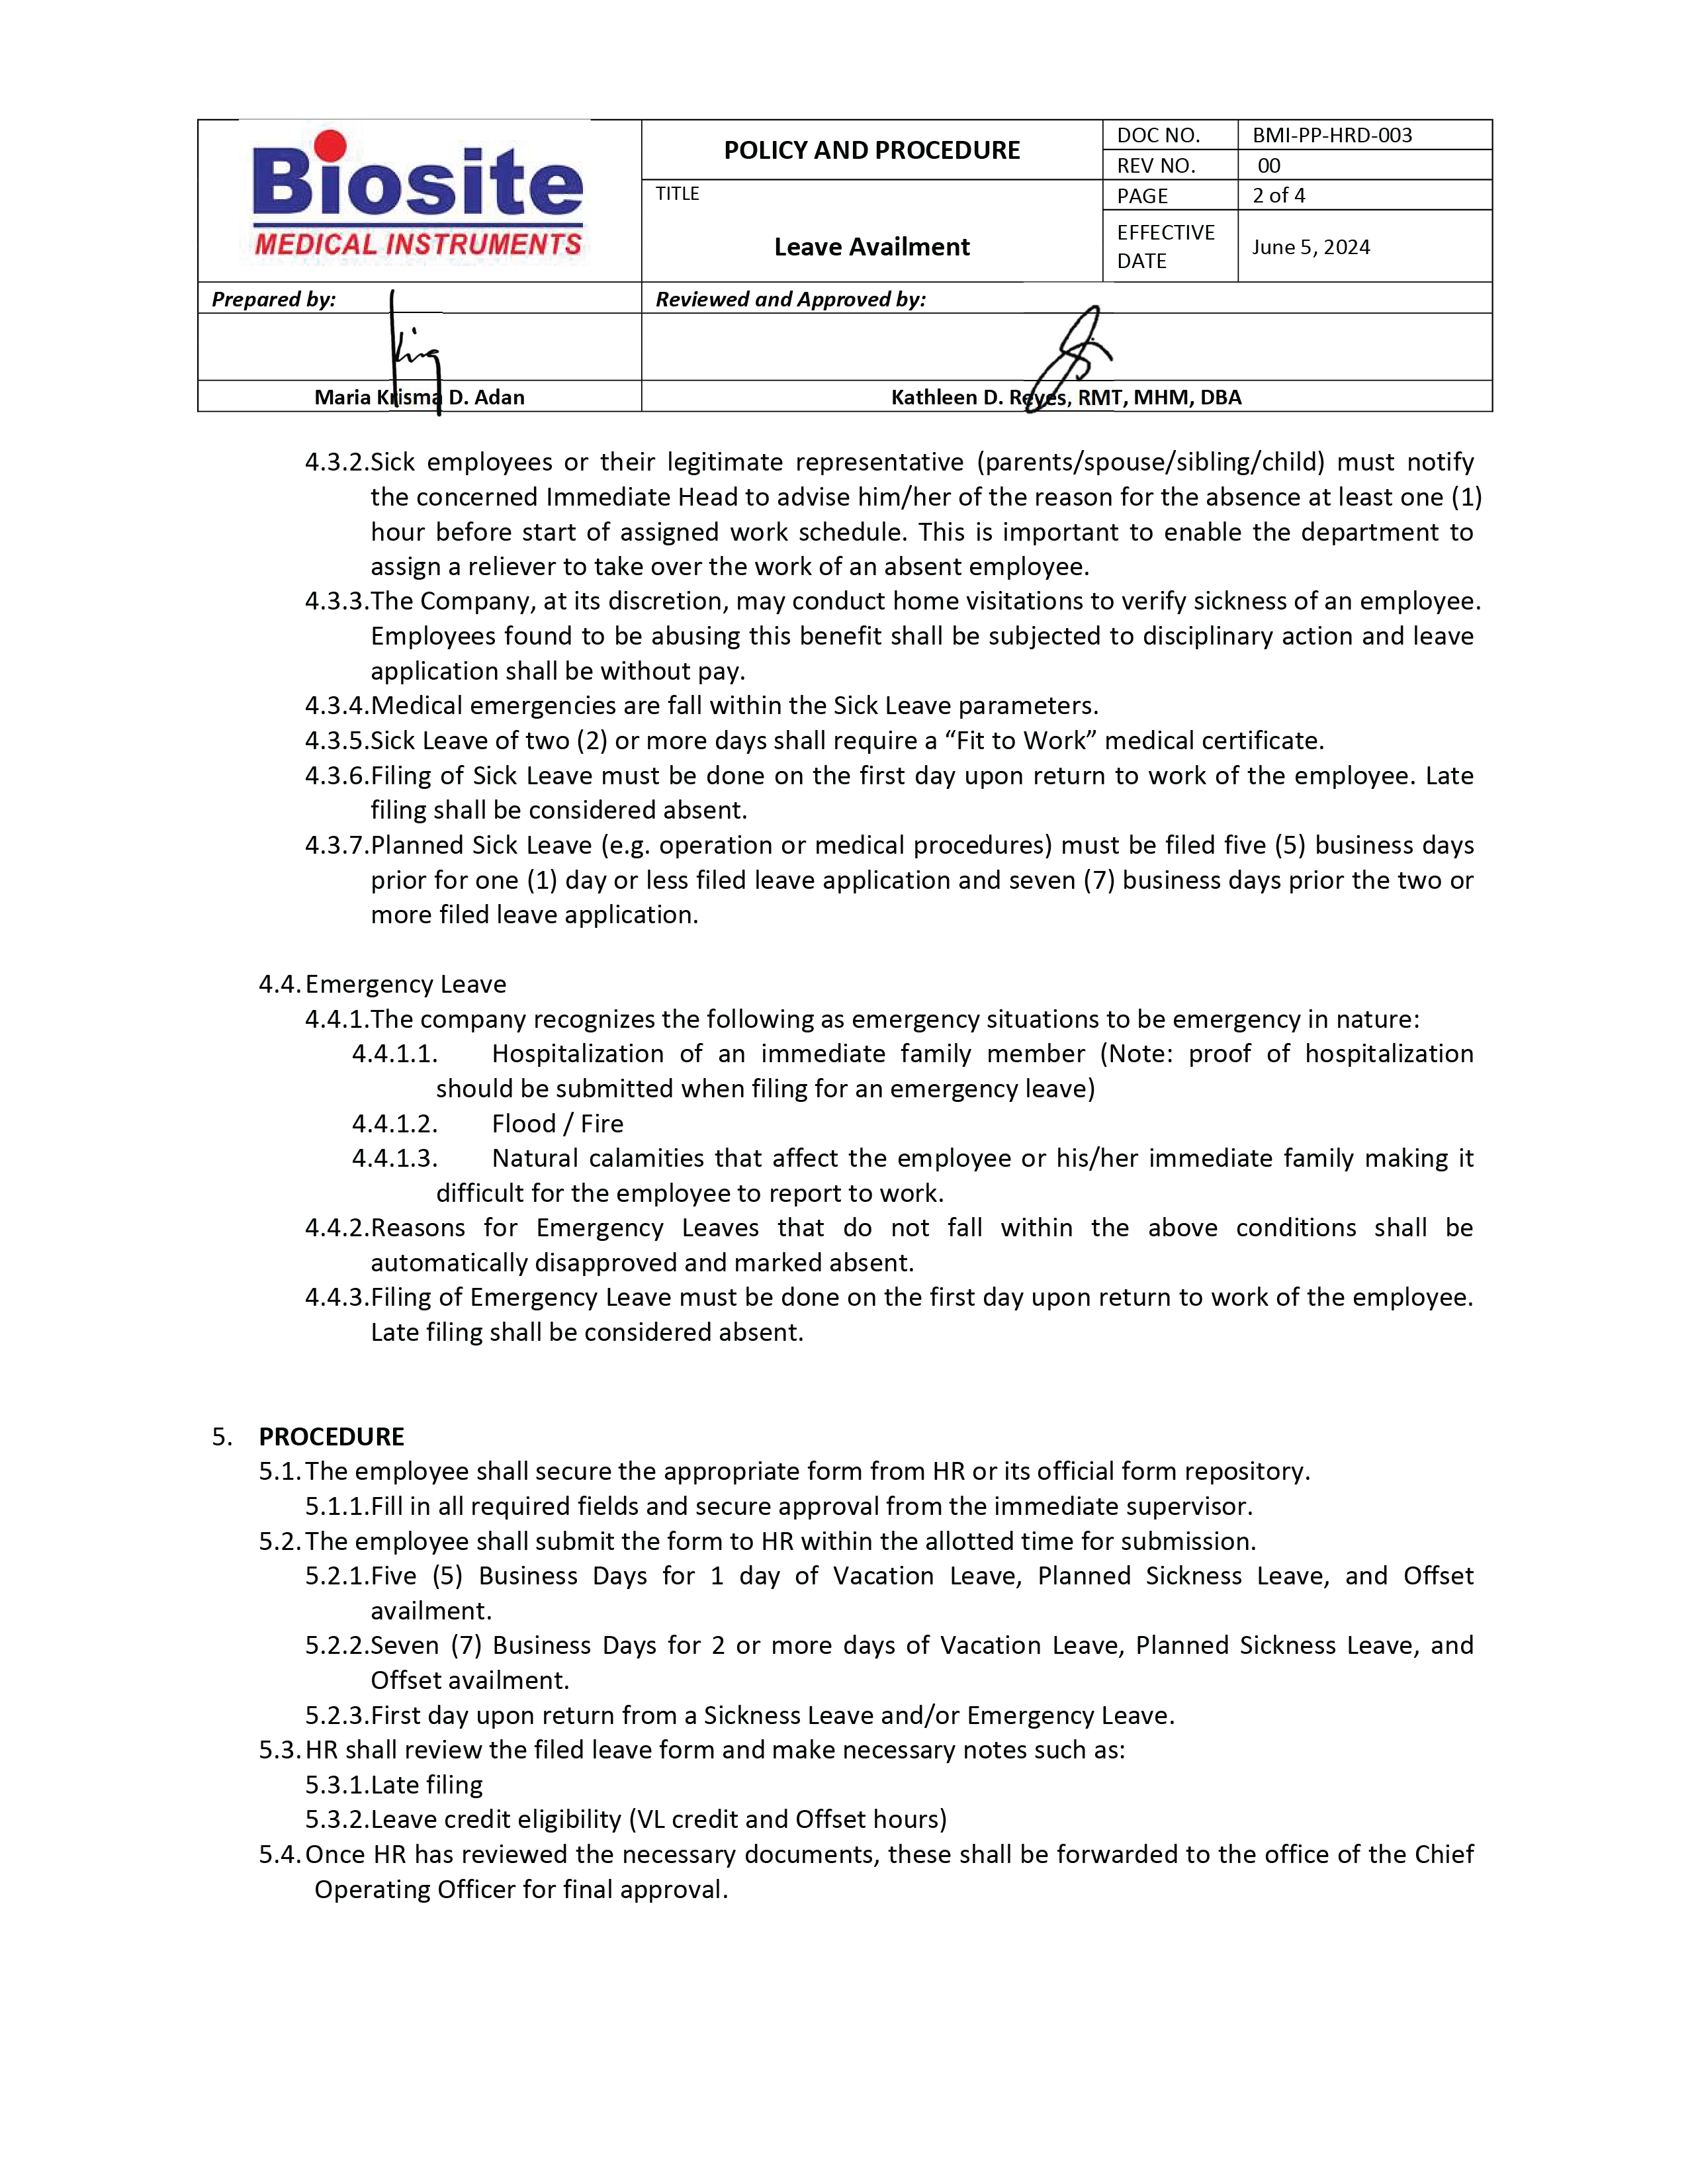 Biosite
MEDICAL INSTRUMENTS
POLICY AND PROCEDURE
DOC NO. BMI-PP-HRD-003
REV NO. 00
TITLE
Leave Availment
PAGE 2 of 4
EFFECTIVE
DATE
June 5, 2024
Prepared by:
Reviewed and Approved by:
Maria Krisma D. Adan
Kathleen D. Reyes, RMT, MHM, DBA
4.3.2.Sick employees or their legitimate representative (parents/spouse/sibling/child) must notify
the concerned Immediate Head to advise him/her of the reason for the absence at least one (1)
hour before start of assigned work schedule. This is important to enable the department to
assign a reliever to take over the work of an absent employee.
4.3.3.The Company, at its discretion, may conduct home visitations to verify sickness of an employee.
Employees found to be abusing this benefit shall be subjected to disciplinary action and leave
application shall be without pay.
4.3.4.Medical emergencies are fall within the Sick Leave parameters.
4.3.5.Sick Leave of two (2) or more days shall require a “Fit to Work” medical certificate.
4.3.6.Filing of Sick Leave must be done on the first day upon return to work of the employee. Late
filing shall be considered absent.
4.3.7.Planned Sick Leave (e.g. operation or medical procedures) must be filed five (5) business days
prior for one (1) day or less filed leave application and seven (7) business days prior the two or
more filed leave application.
4.4. Emergency Leave
4.4.1.The company recognizes the following as emergency situations to be emergency in nature:
4.4.1.1. Hospitalization of an immediate family member (Note: proof of hospitalization
should be submitted when filing for an emergency leave)
4.4.1.2. Flood / Fire
4.4.1.3. Natural calamities that affect the employee or his/her immediate family making it
difficult for the employee to report to work.
4.4.2.Reasons for Emergency Leaves that do not fall within the above conditions shall be
automatically disapproved and marked absent.
4.4.3.Filing of Emergency Leave must be done on the first day upon return to work of the employee.
Late filing shall be considered absent.
5. PROCEDURE
5.1. The employee shall secure the appropriate form from HR or its official form repository.
5.1.1.Fill in all required fields and secure approval from the immediate supervisor.
5.2. The employee shall submit the form to HR within the allotted time for submission.
5.2.1.Five (5) Business Days for 1 day of Vacation Leave, Planned Sickness Leave, and Offset
availment.
5.2.2.Seven (7) Business Days for 2 or more days of Vacation Leave, Planned Sickness Leave, and
Offset availment.
5.2.3.First day upon return from a Sickness Leave and/or Emergency Leave.
5.3. HR shall review the filed leave form and make necessary notes such as:
5.3.1.Late filing
5.3.2.Leave credit eligibility (VL credit and Offset hours)
5.4. Once HR has reviewed the necessary documents, these shall be forwarded to the office of the Chief
Operating Officer for final approval.